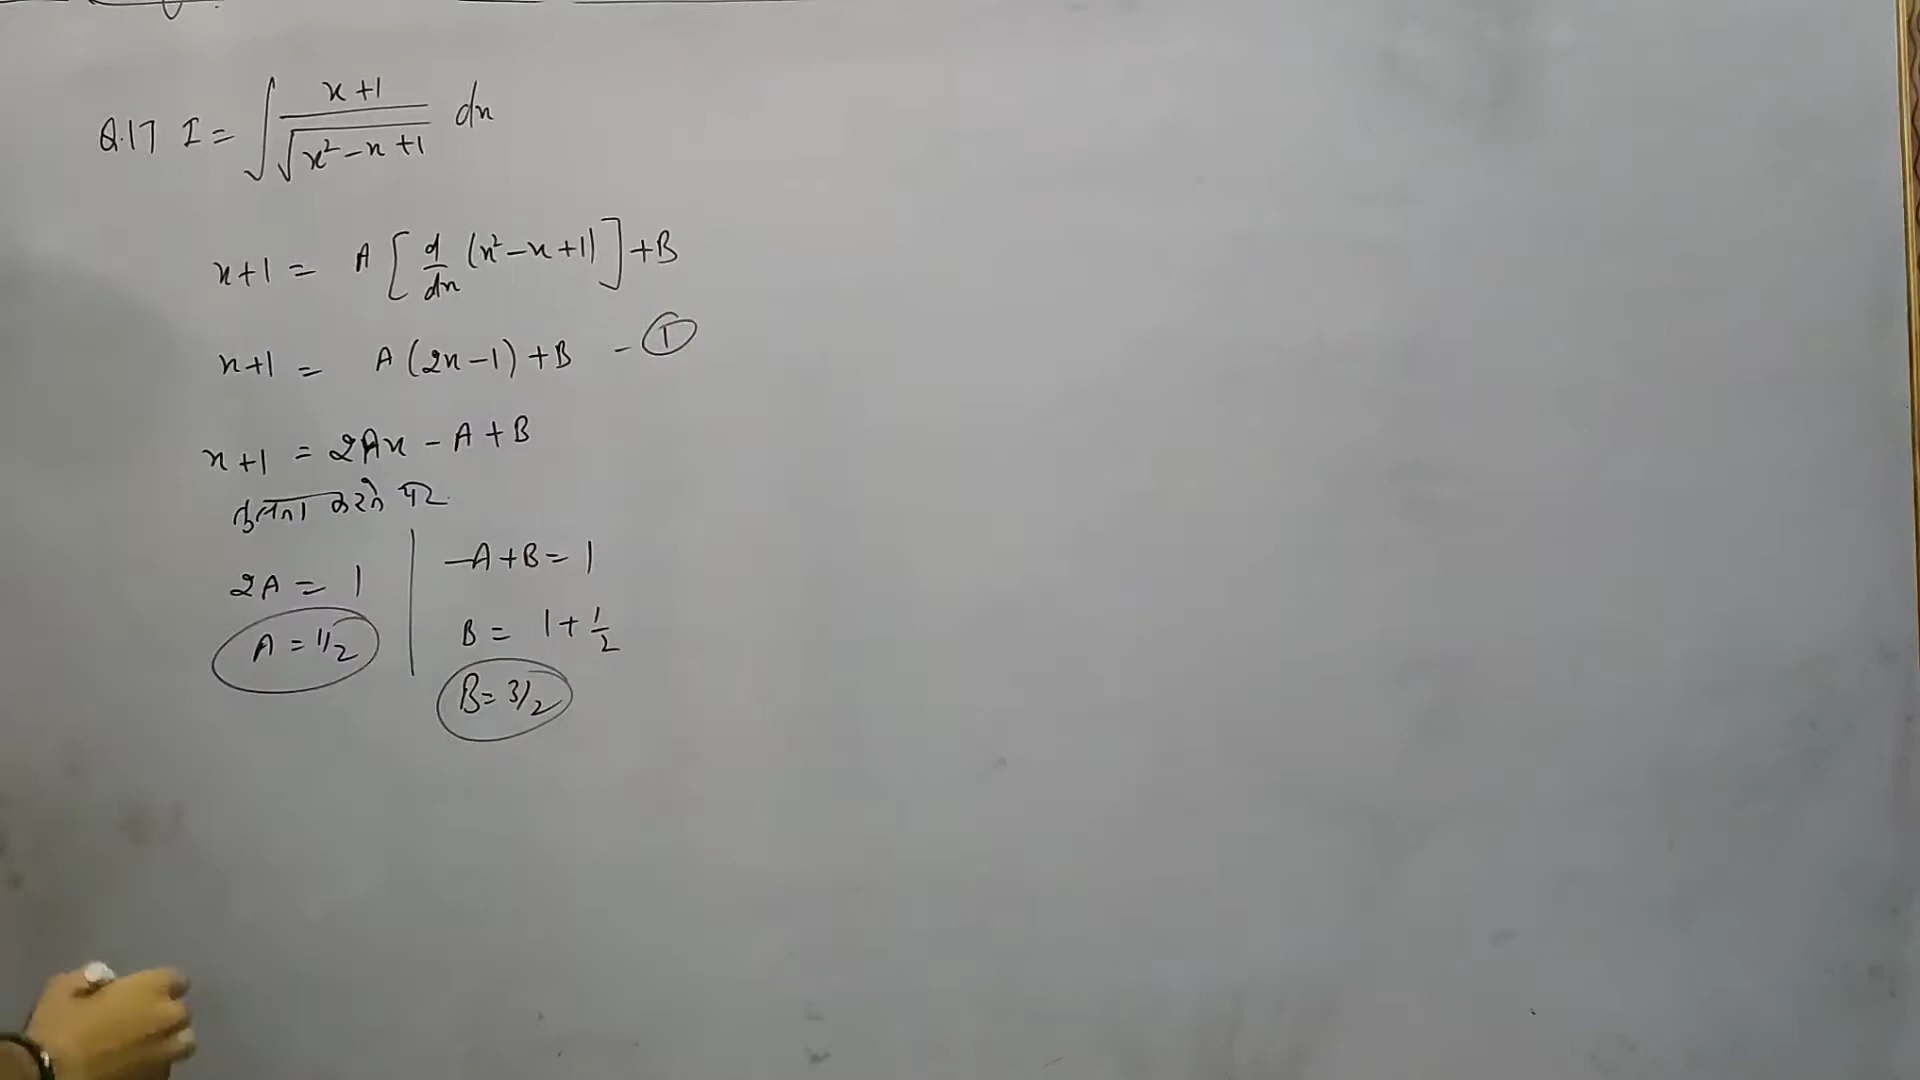 Q.17 I = ∫ x+1 / √(x²-x+1) dx
x+1 = A [ d/dx (x²-x+1) ] + B
x+1 = A(2x-1)+B - ①
x+1 = 2Ax - A + B
तुलना करने पर
2A = 1
A = 1/2
-A+B = 1
B = 1 + 1/2
B = 3/2